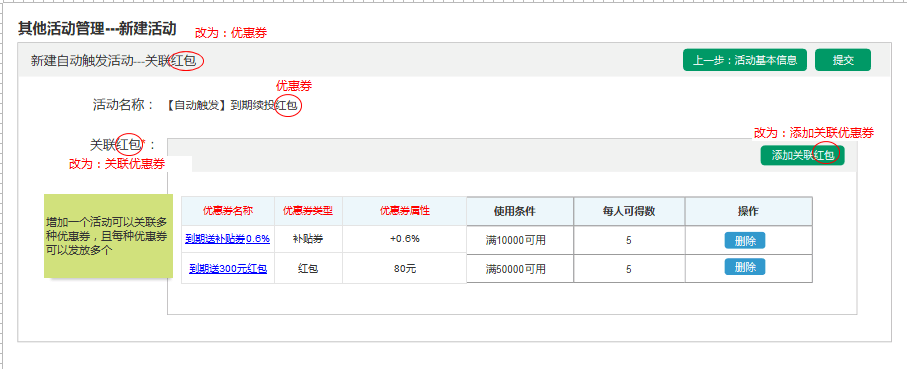 其他活动管理---新建活动
改为：优惠券
新建自动触发活动---关联红包
上一步：活动基本信息
提交
优惠券
活动名称：
【自动触发】到期续投红包
改为：添加关联优惠券
关联红包*：
添加关联红包
改为：关联优惠券
增加一个活动可以关联多
种优惠券，且每种优惠券
可以发放多个
优惠券名称 优惠券类型 优惠券属性 使用条件 每人可得数 操作
到期送补贴券0.6% 补贴券 +0.6% 满10000可用 5 删除
到期送300元红包 红包 80元 满50000可用 5 删除